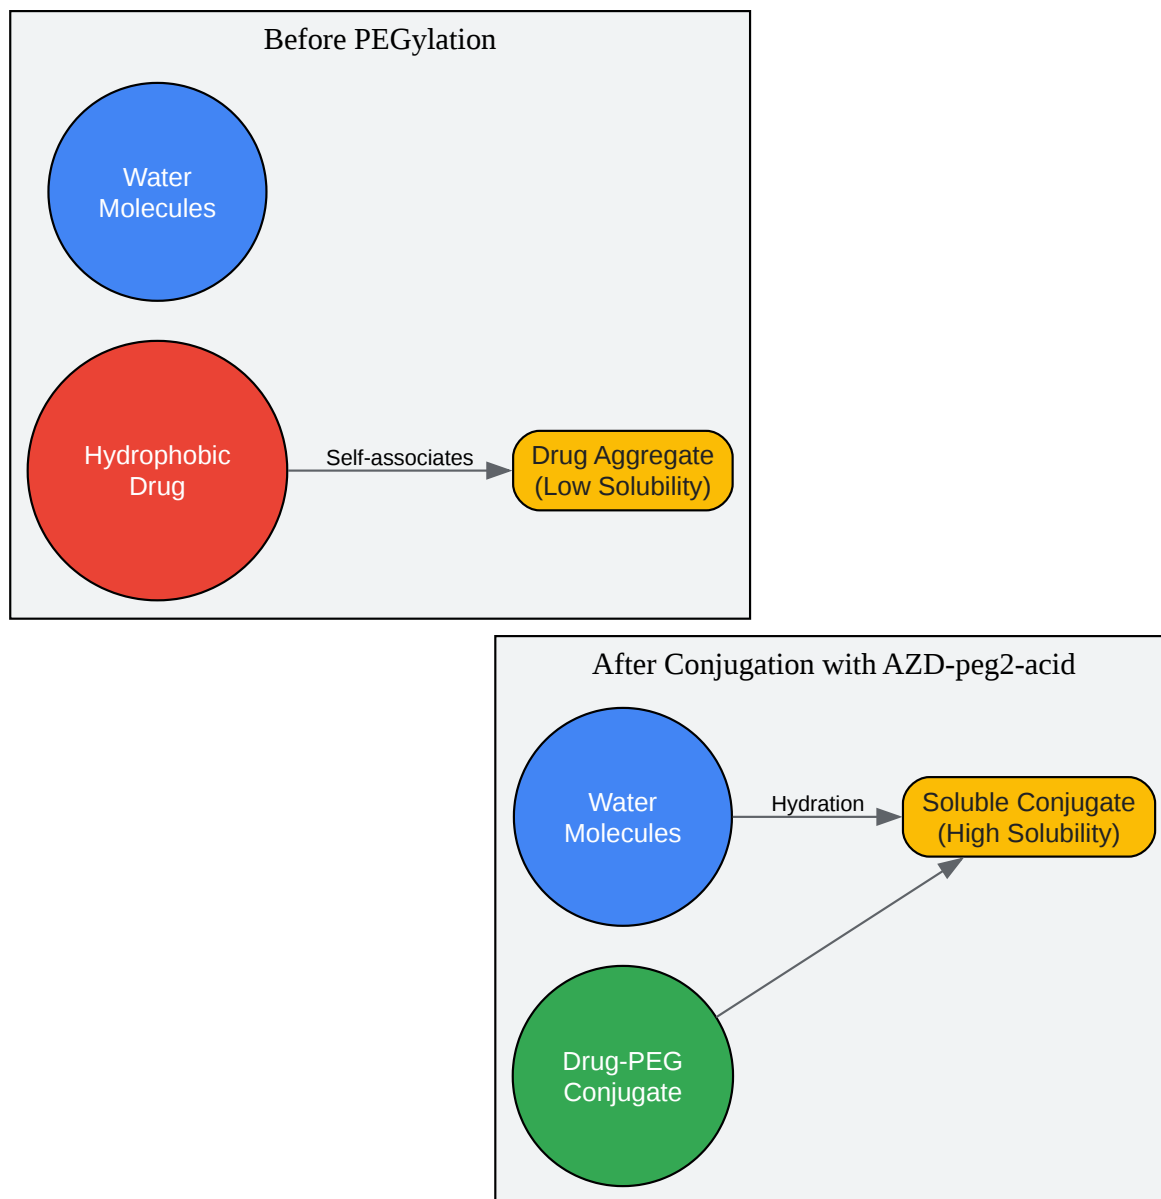 Before PEGylation
Water
Molecules
Hydrophobic
Drug
Self-associates
Drug Aggregate
(Low Solubility)
After Conjugation with AZD-peg2-acid
Water
Molecules
Hydration
Soluble Conjugate
(High Solubility)
Drug-PEG
Conjugate